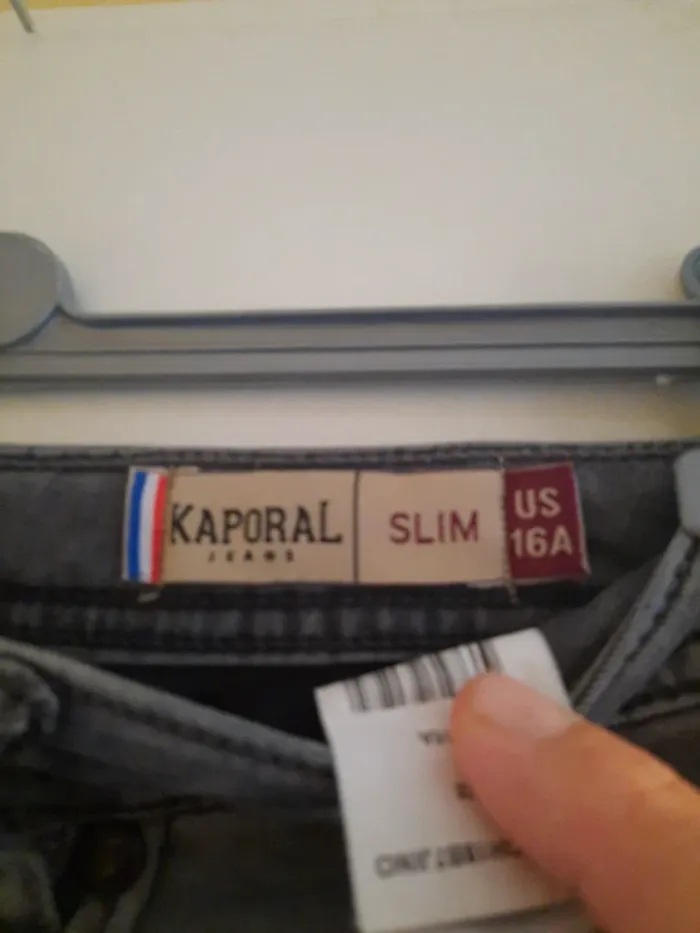 KAPORAL
JEANS
SLIM
US
16A